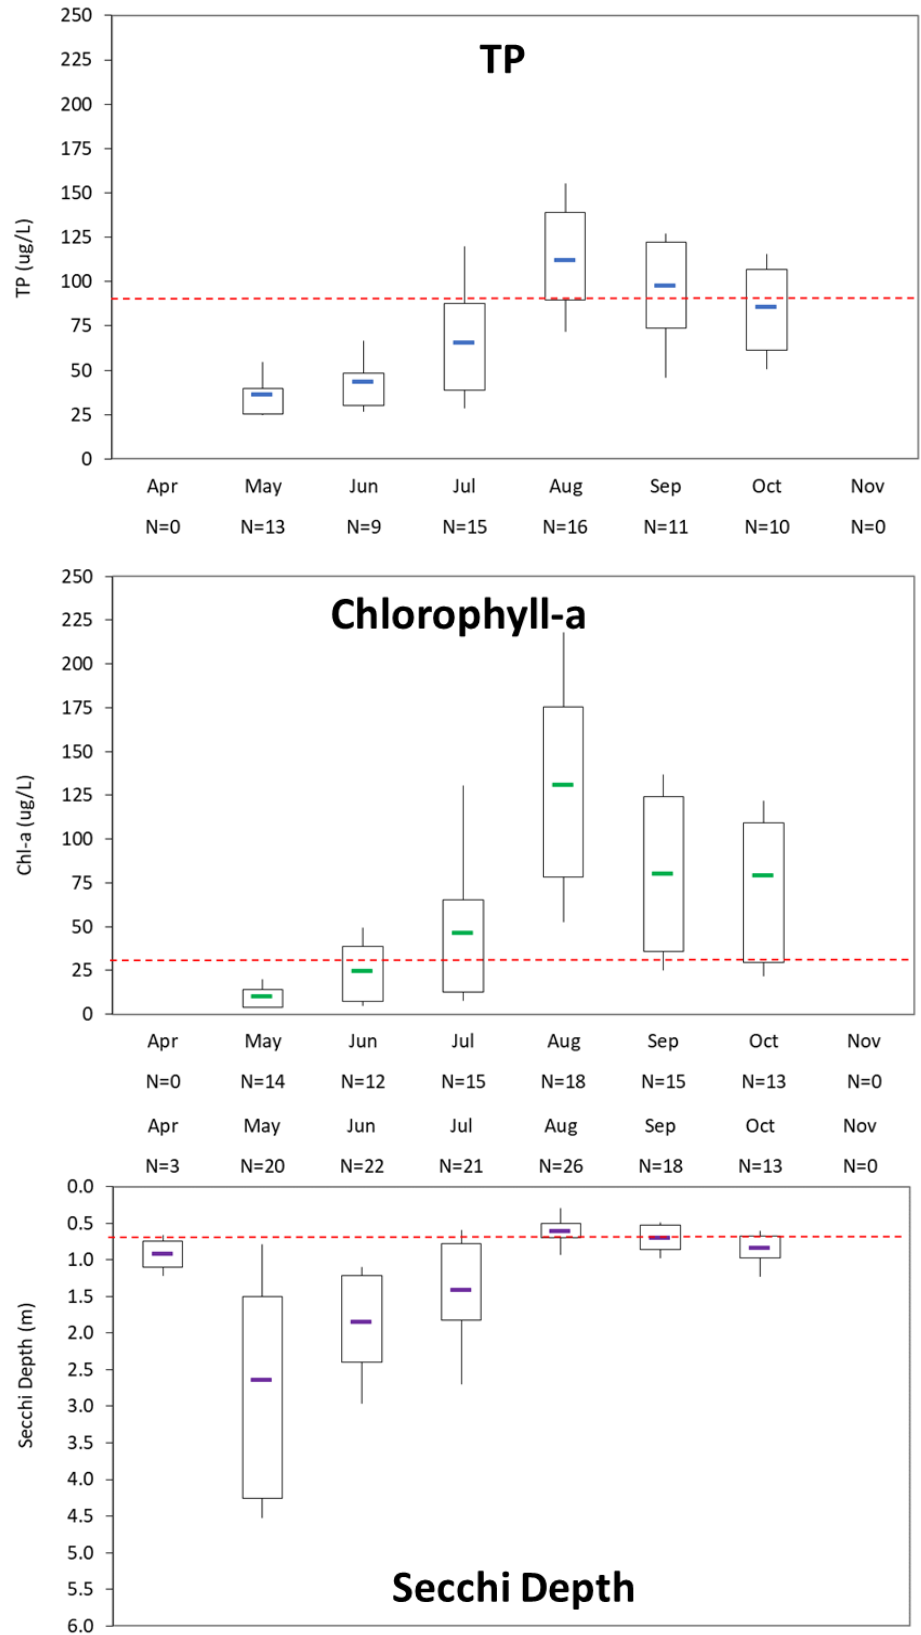 TP
250
225
200
175
150
125
100
75
50
25
0
TP (ug/L)
Apr May Jun Jul Aug Sep Oct Nov
N=0 N=13 N=9 N=15 N=16 N=11 N=10 N=0
Chlorophyll-a
250
225
200
175
150
125
100
75
50
25
0
Chl-a (ug/L)
Apr May Jun Jul Aug Sep Oct Nov
N=0 N=14 N=12 N=15 N=18 N=15 N=13 N=0
Apr May Jun Jul Aug Sep Oct Nov
N=3 N=20 N=22 N=21 N=26 N=18 N=13 N=0
0.0
0.5
1.0
1.5
2.0
2.5
3.0
3.5
4.0
4.5
5.0
5.5
6.0
Secchi Depth (m)
Secchi Depth